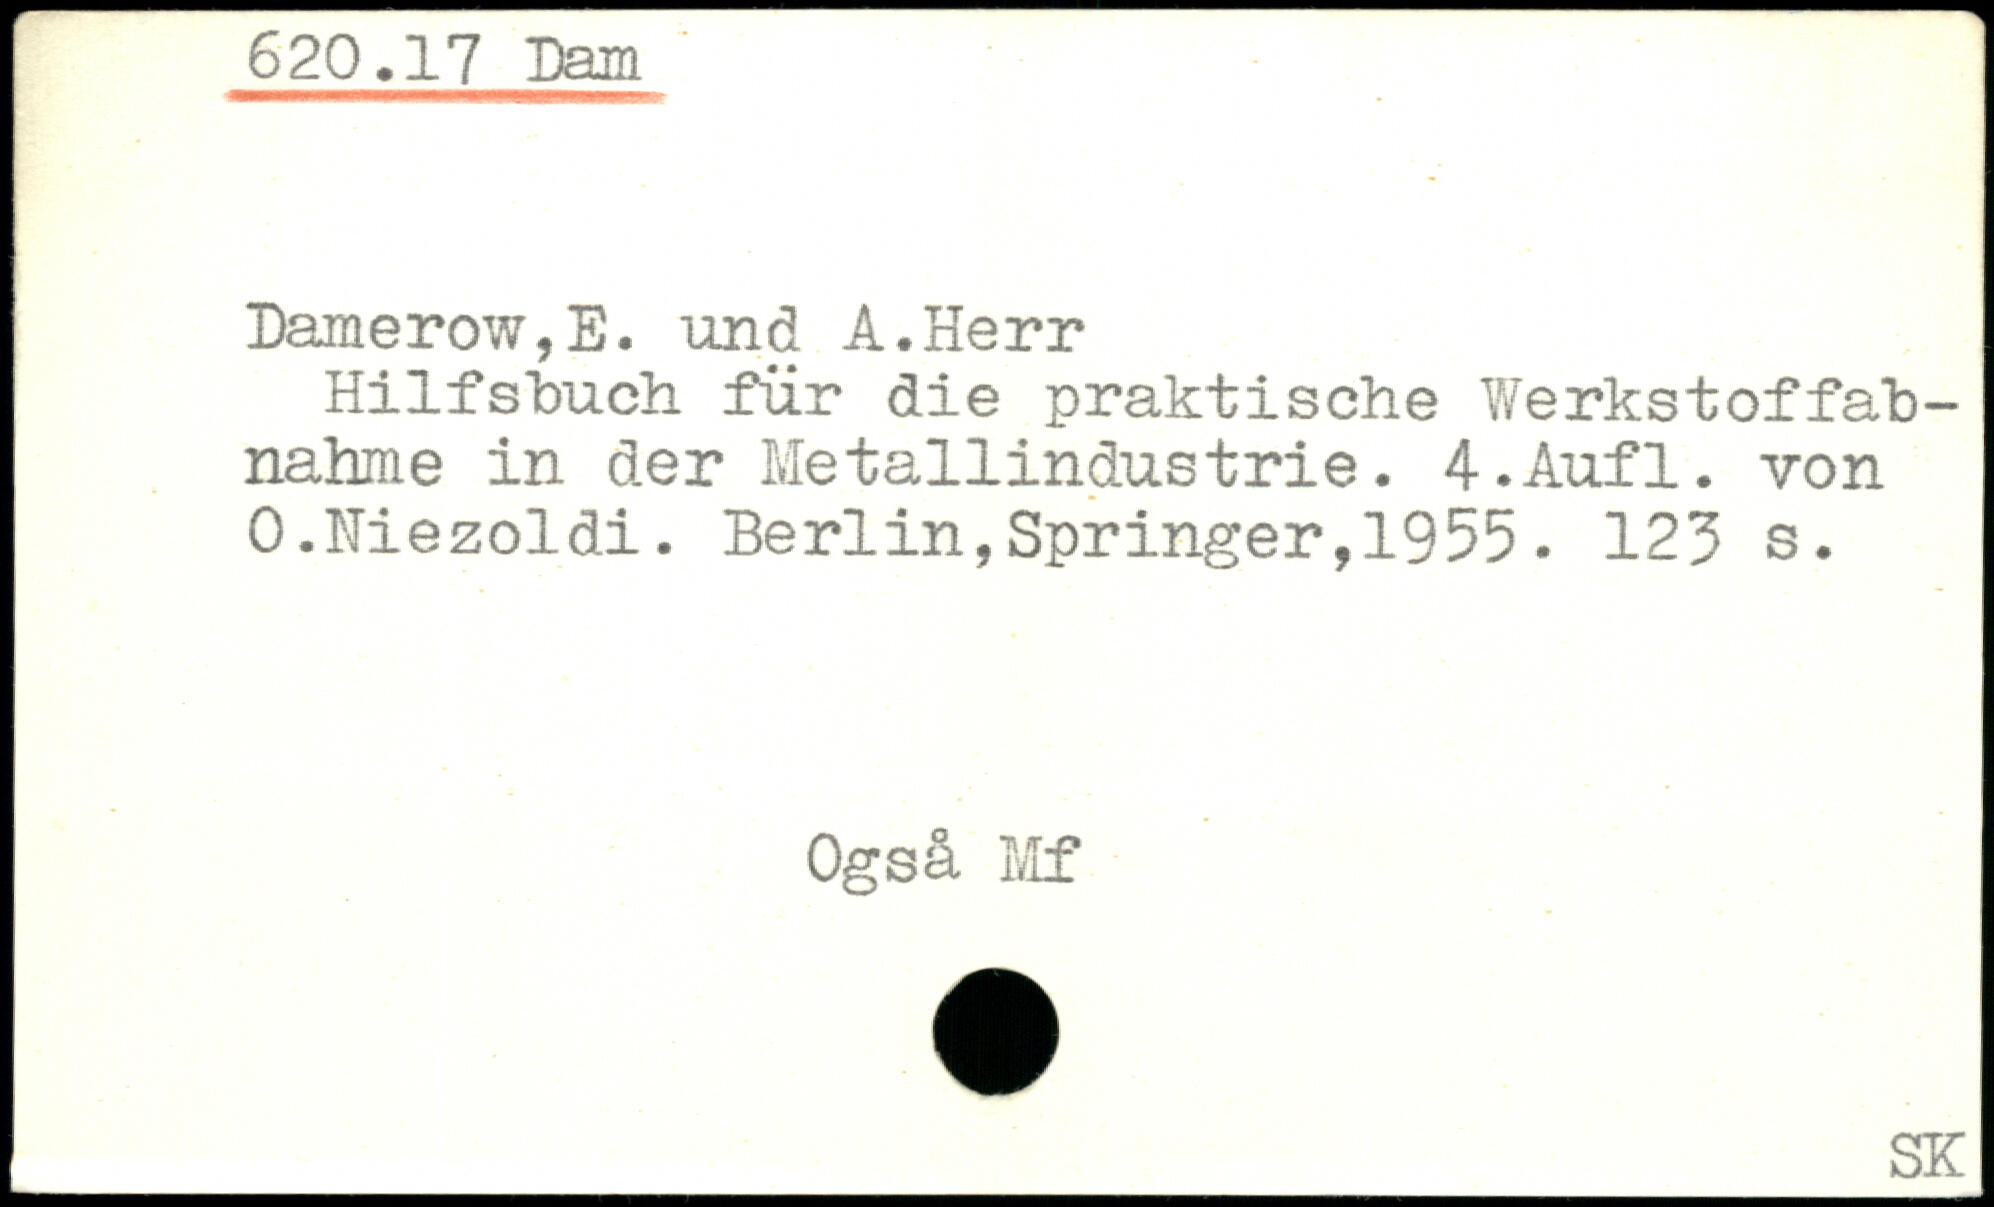 620.17 Dam
Damerow,E. und A.Herr
Hilfsbuch für die praktische Werkstoffab-
nahme in der Metallindustrie. 4.Aufl. von
O.Niezoldi. Berlin,Springer,1955. 123 s.
Også Mf
SK